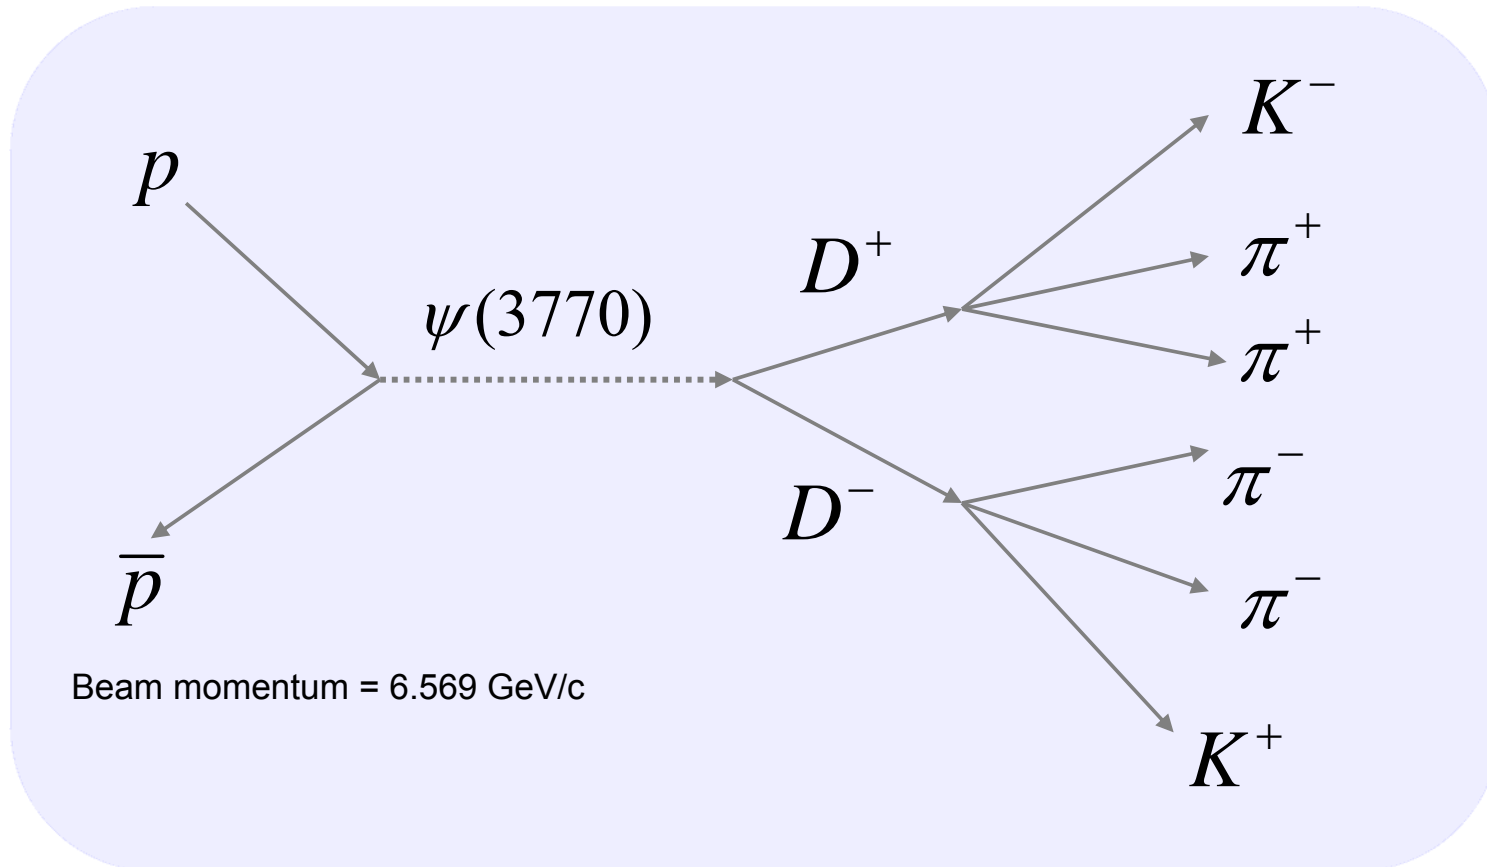 K⁻
p
π⁺
D⁺
ψ(3770)
π⁺
π⁻
D⁻
p̅
π⁻
Beam momentum = 6.569 GeV/c
K⁺